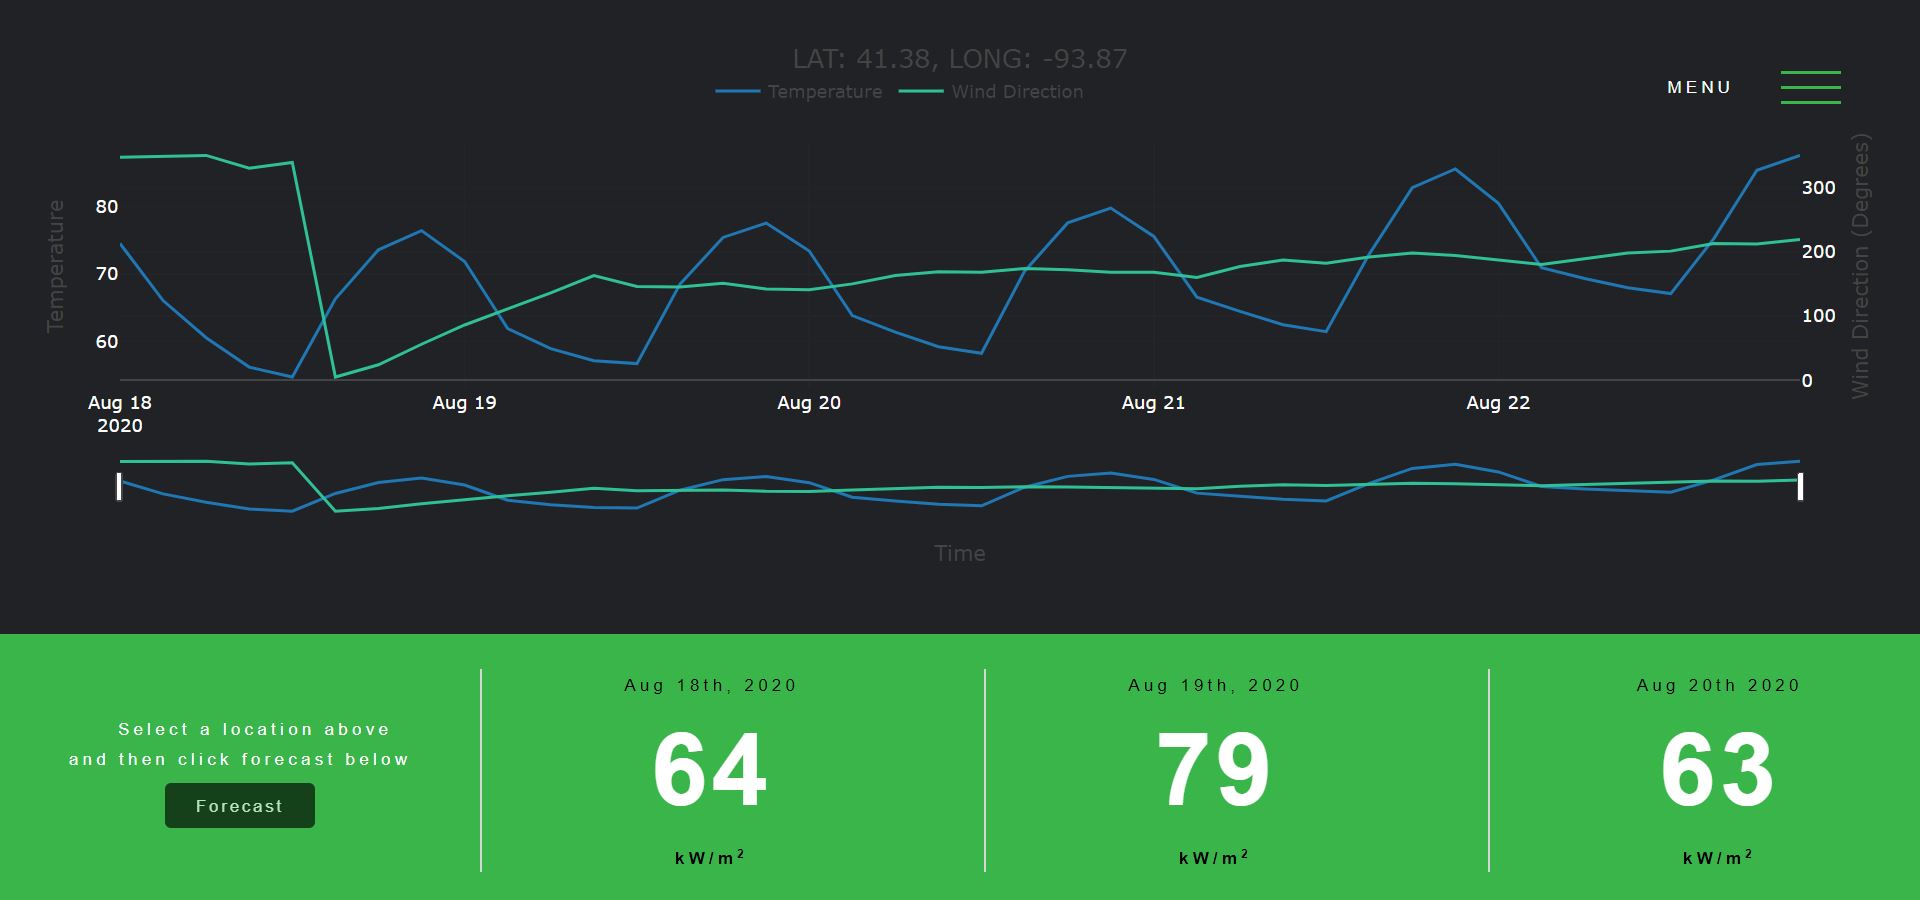 LAT: 41.38, LONG: -93.87
Temperature Wind Direction
MENU
Temperature
80
70
60
300
200
100
0
Wind Direction (Degrees)
Aug 18 Aug 19 Aug 20 Aug 21 Aug 22
2020
Time
Select a location above
and then click forecast below
Forecast
Aug 18th, 2020
64
kW/m²
Aug 19th, 2020
79
kW/m²
Aug 20th 2020
63
kW/m²